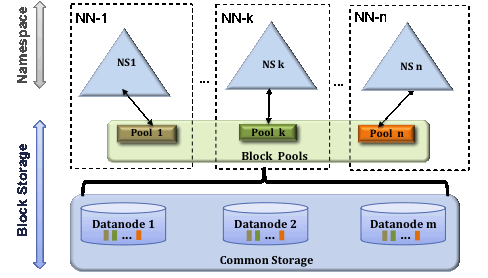 NN-1
NN-k
NN-n
Namespace
NS1
...
NS k
...
NS n
Pool 1
Pool k
Pool n
Block Pools
Block Storage
Datanode 1
...
Datanode 2
...
Datanode m
...
Common Storage